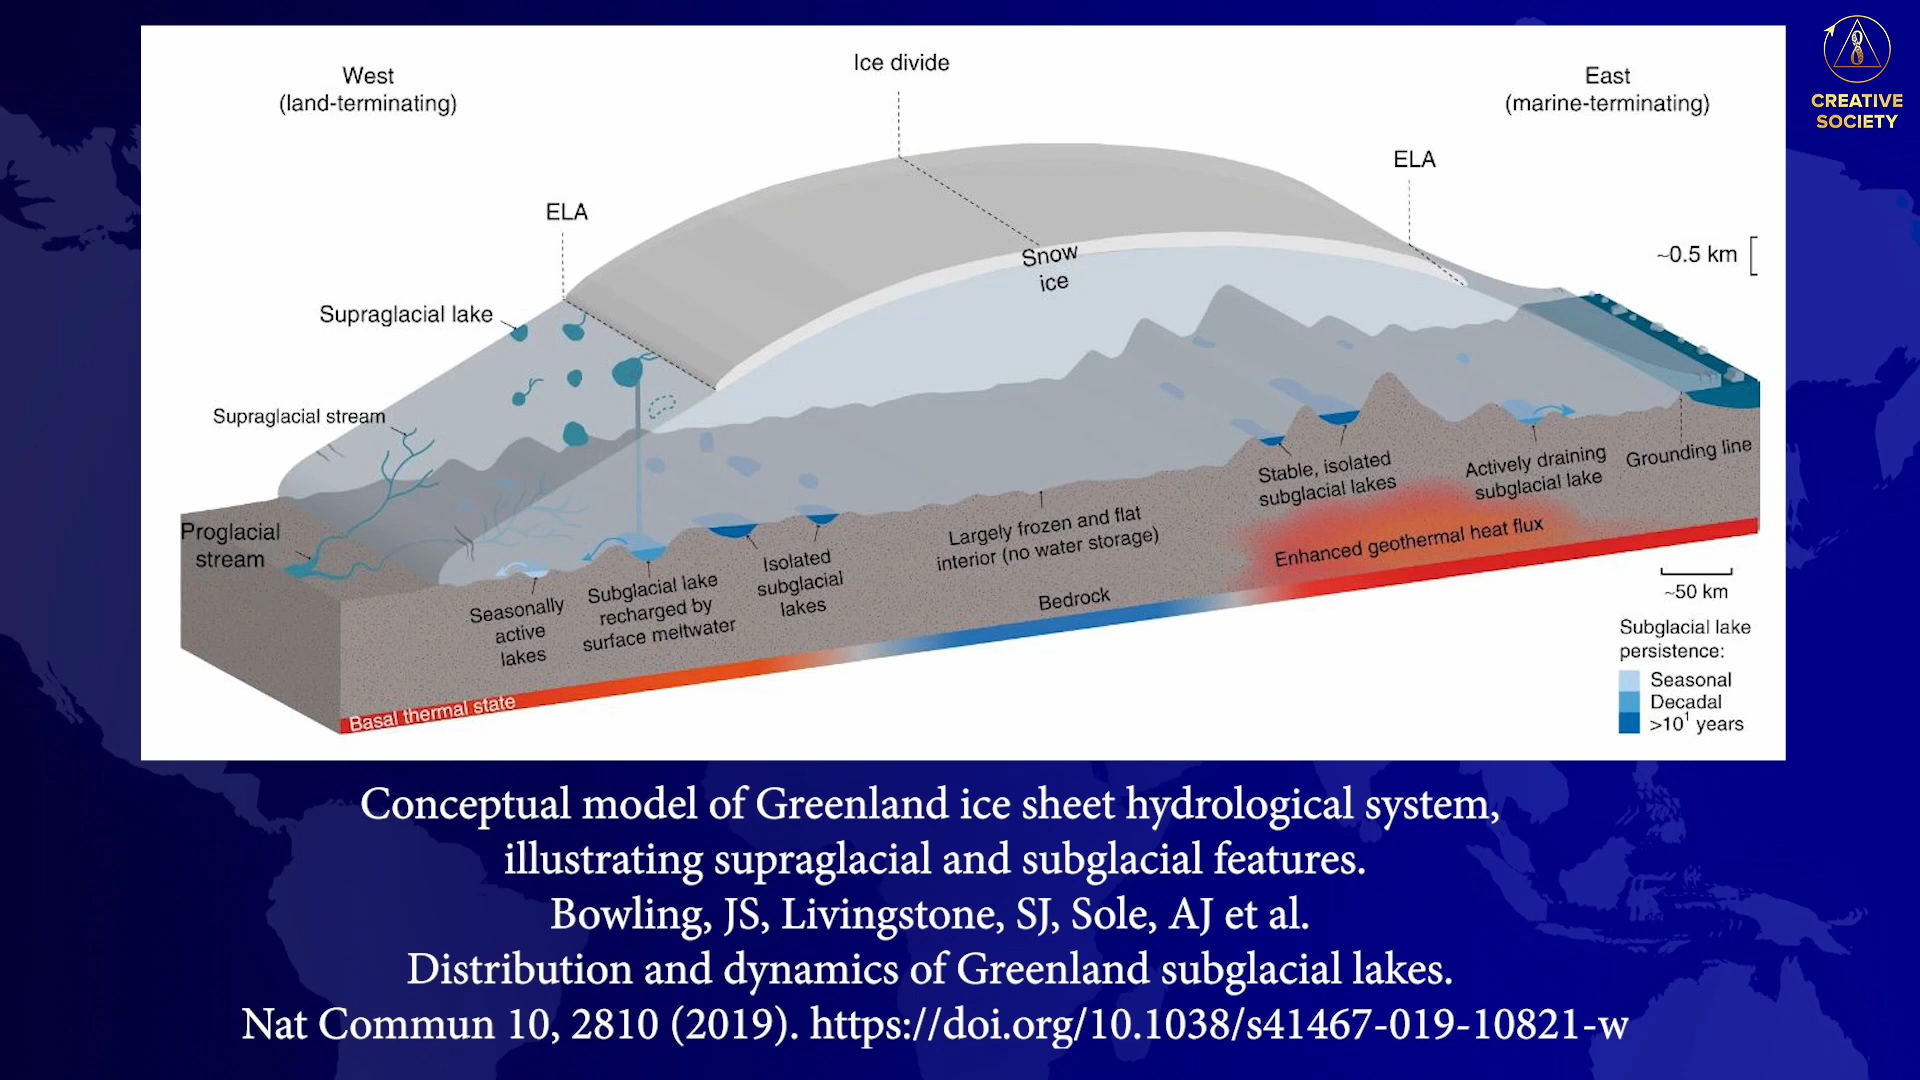 West
(land-terminating)
Ice divide
East
(marine-terminating)
CREATIVE
SOCIETY
ELA
ELA
~0.5 km
Snow
ice
Supraglacial lake
Supraglacial stream
Proglacial
stream
Seasonally
active
lakes
Subglacial lake
recharged by
surface meltwater
Isolated
subglacial
lakes
Largely frozen and flat
interior (no water storage)
Stable, isolated
subglacial lakes
Actively draining
subglacial lake
Grounding line
Enhanced geothermal heat flux
Bedrock
Basal thermal state
~50 km
Subglacial lake
persistence:
Seasonal
Decadal
>10¹ years
Conceptual model of Greenland ice sheet hydrological system,
illustrating supraglacial and subglacial features.
Bowling, JS, Livingstone, SJ, Sole, AJ et al.
Distribution and dynamics of Greenland subglacial lakes.
Nat Commun 10, 2810 (2019). https://doi.org/10.1038/s41467-019-10821-w